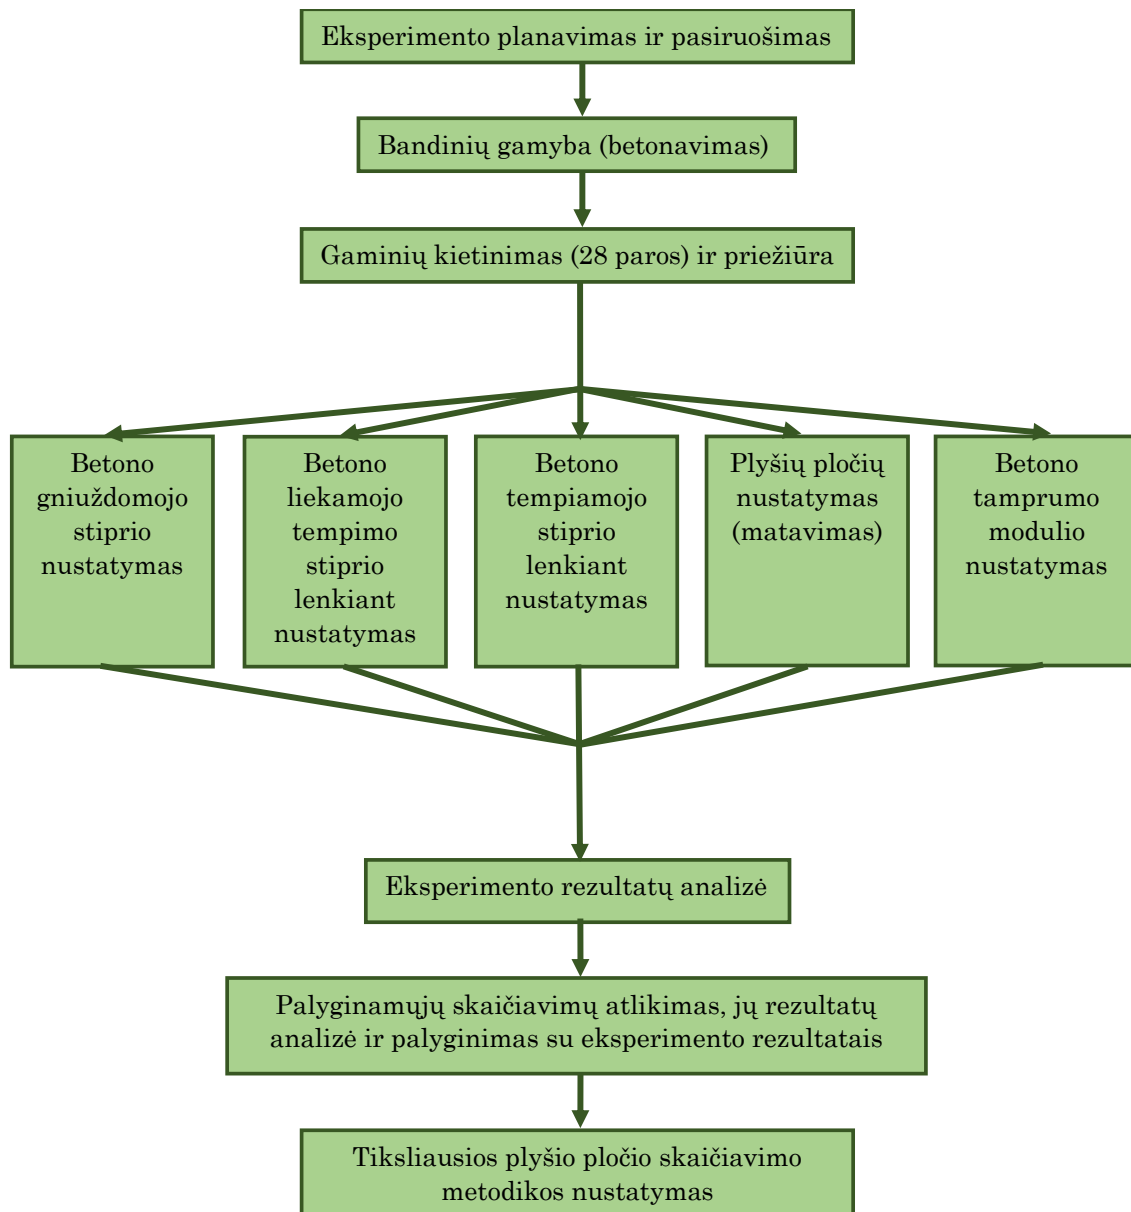 Eksperimento planavimas ir pasiruošimas
Bandinių gamyba (betonavimas)
Gaminių kietinimas (28 paros) ir priežiūra
Betono
gniuždomojo
stiprio
nustatymas
Betono
liekamojo
tempimo
stiprio
lenkiant
nustatymas
Betono
tempiamojo
stiprio
lenkiant
nustatymas
Plyšių pločių
nustatymas
(matavimas)
Betono
tamprumo
modulio
nustatymas
Eksperimento rezultatų analizė
Palyginamųjų skaičiavimų atlikimas, jų rezultatų
analizė ir palyginimas su eksperimento rezultatais
Tiksliausios plyšio pločio skaičiavimo
metodikos nustatymas